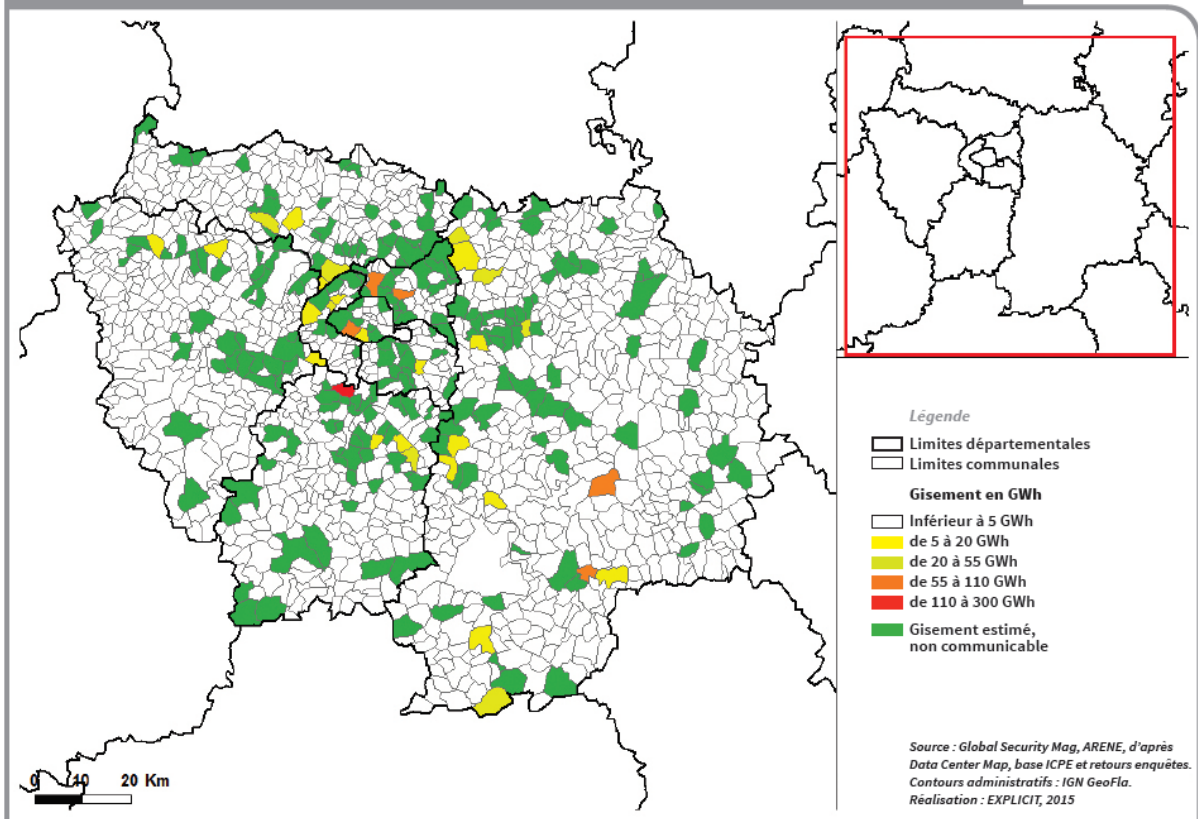 Légende
Limites départementales
Limites communales
Gisement en GWh
Inférieur à 5 GWh
de 5 à 20 GWh
de 20 à 55 GWh
de 55 à 110 GWh
de 110 à 300 GWh
Gisement estimé,
non communicable
Source : Global Security Mag, ARENE, d'après
Data Center Map, base ICPE et retours enquêtes.
Contours administratifs : IGN GeoFla.
Réalisation : EXPLICIT, 2015
0 10 20 Km